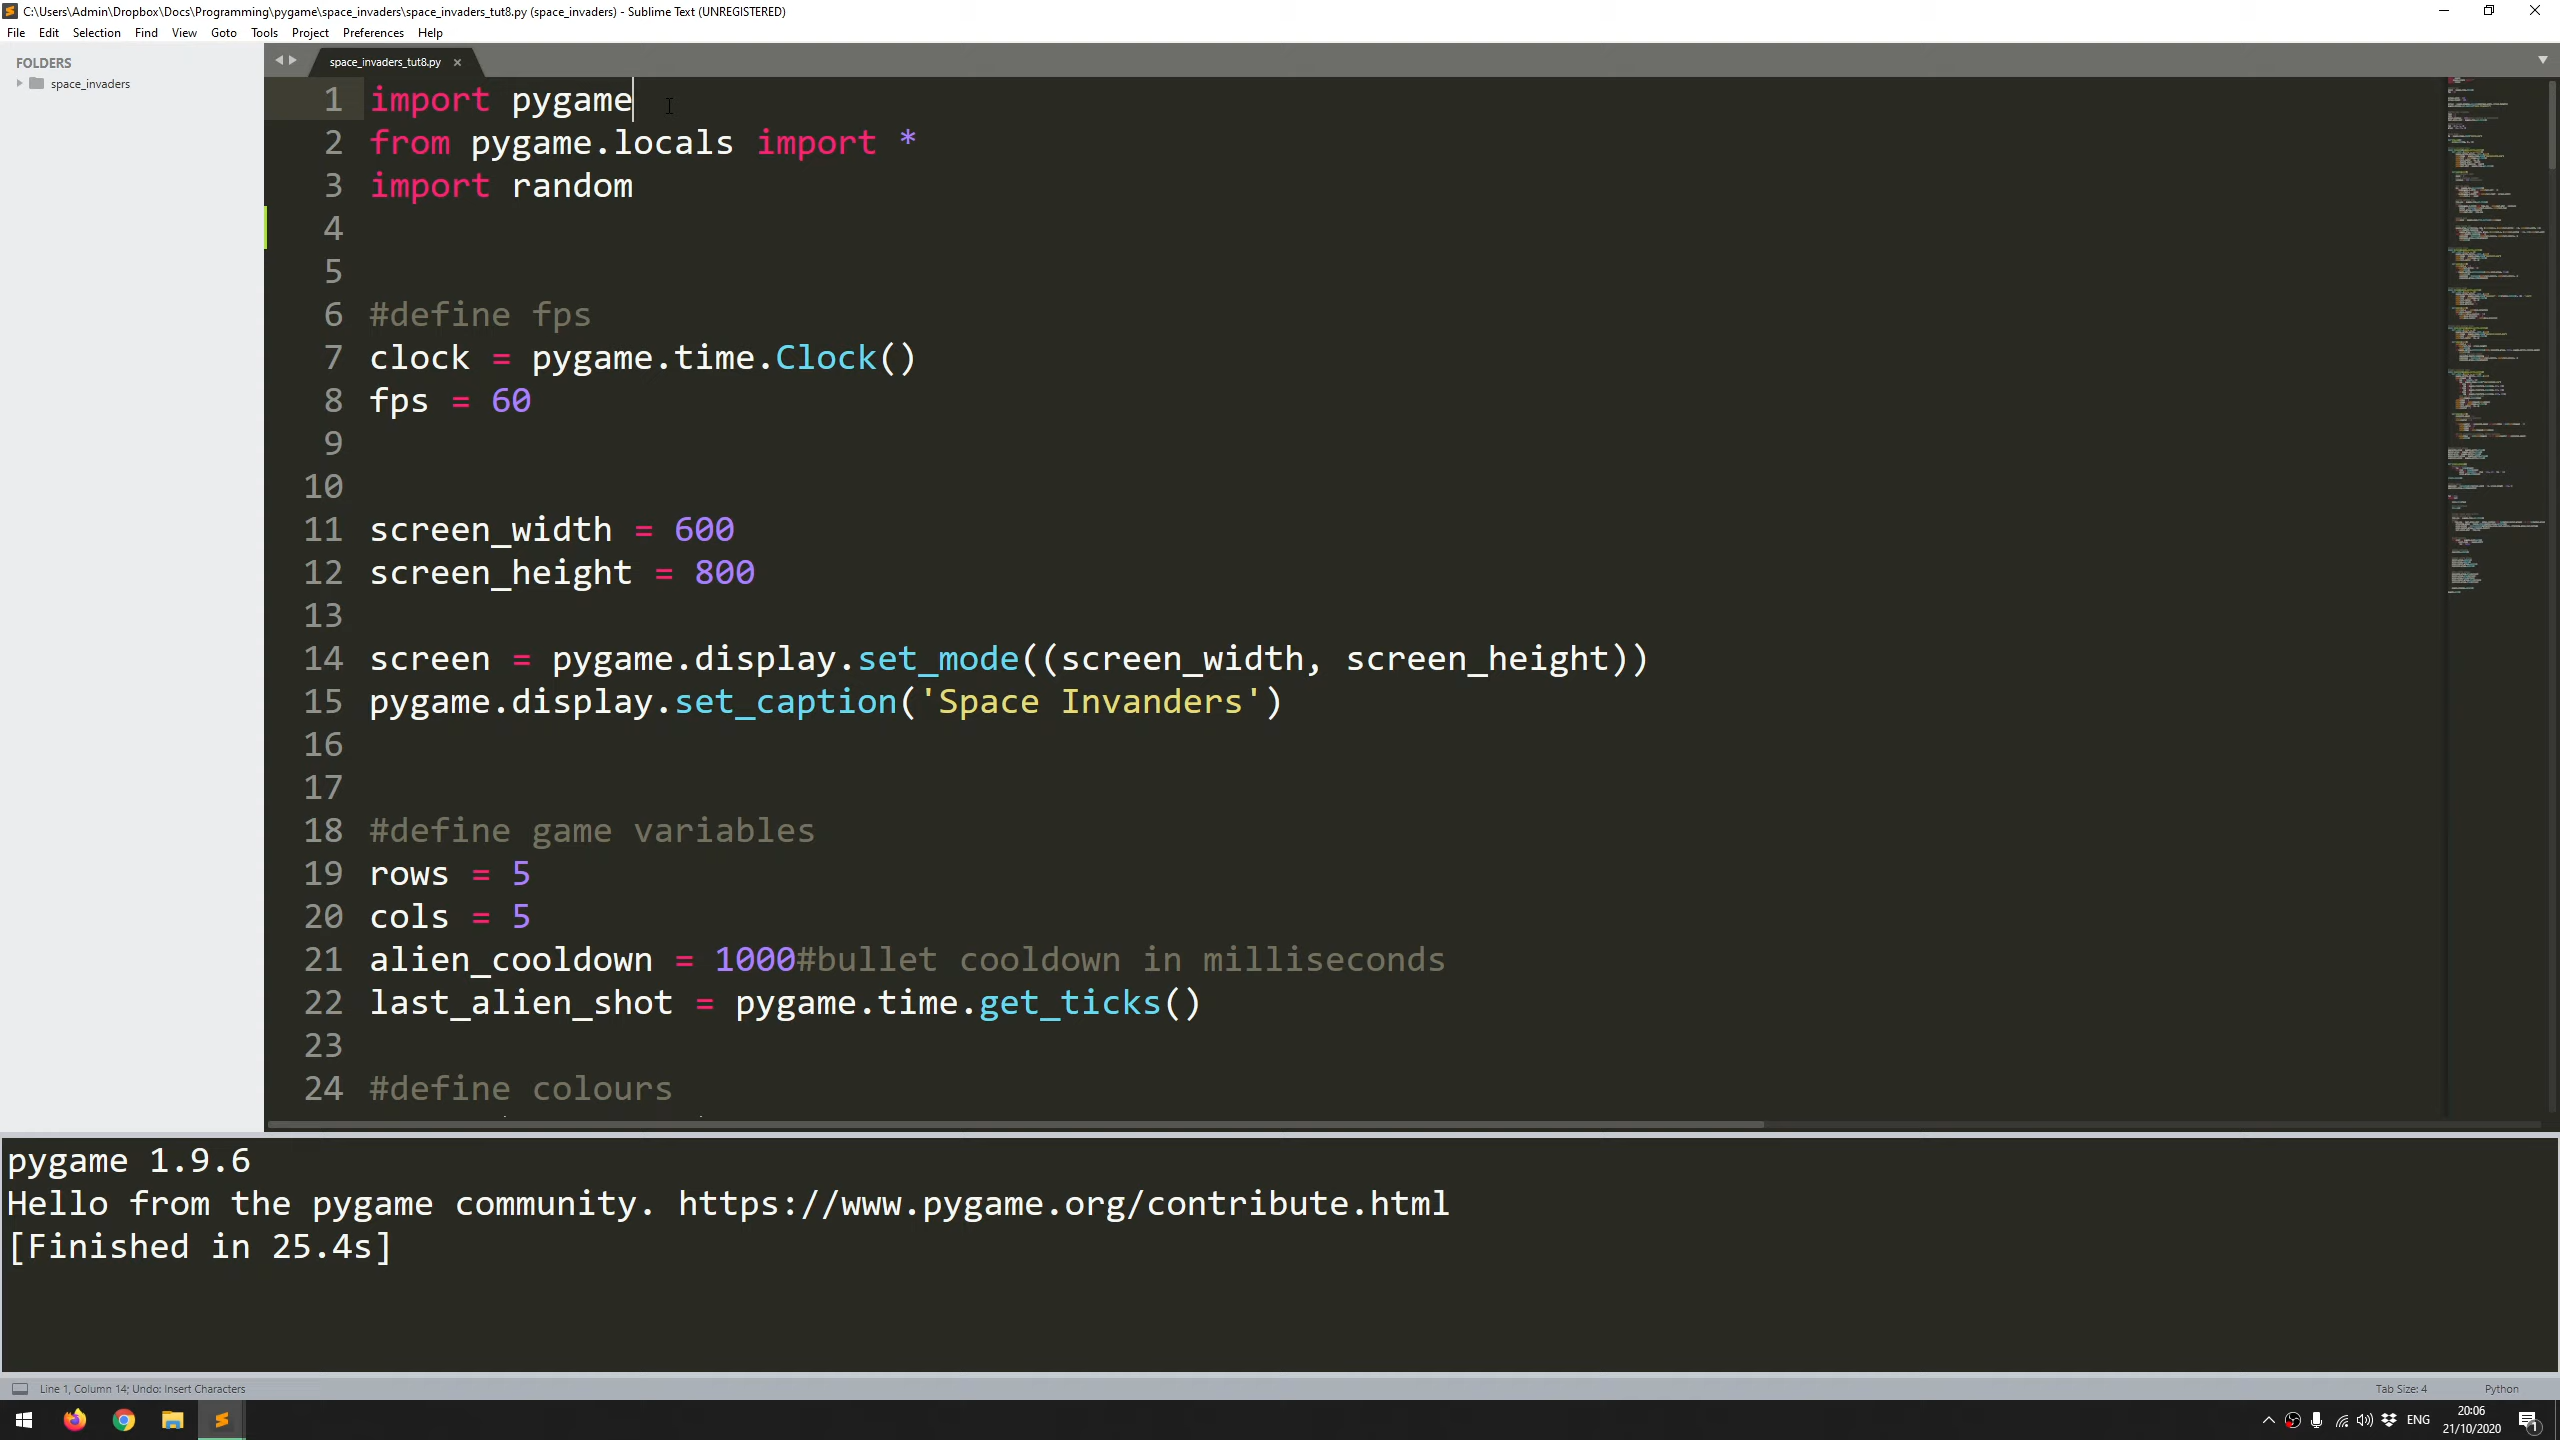 C:\Users\Admin\Dropbox\Docs\Programming\pygame\space_invaders\space_invaders_tut8.py (space_invaders) - Sublime Text (UNREGISTERED)
File Edit Selection Find View Goto Tools Project Preferences Help
FOLDERS
space_invaders
space_invaders_tut8.py
1 import pygame
2 from pygame.locals import *
3 import random
4
5
6 #define fps
7 clock = pygame.time.Clock()
8 fps = 60
9
10
11 screen_width = 600
12 screen_height = 800
13
14 screen = pygame.display.set_mode((screen_width, screen_height))
15 pygame.display.set_caption('Space Invanders')
16
17
18 #define game variables
19 rows = 5
20 cols = 5
21 alien_cooldown = 1000#bullet cooldown in milliseconds
22 last_alien_shot = pygame.time.get_ticks()
23
24 #define colours
pygame 1.9.6
Hello from the pygame community. https://www.pygame.org/contribute.html
[Finished in 25.4s]
Line 1, Column 14; Undo: Insert Characters
Tab Size: 4
Python
ENG
20:06
21/10/2020
1